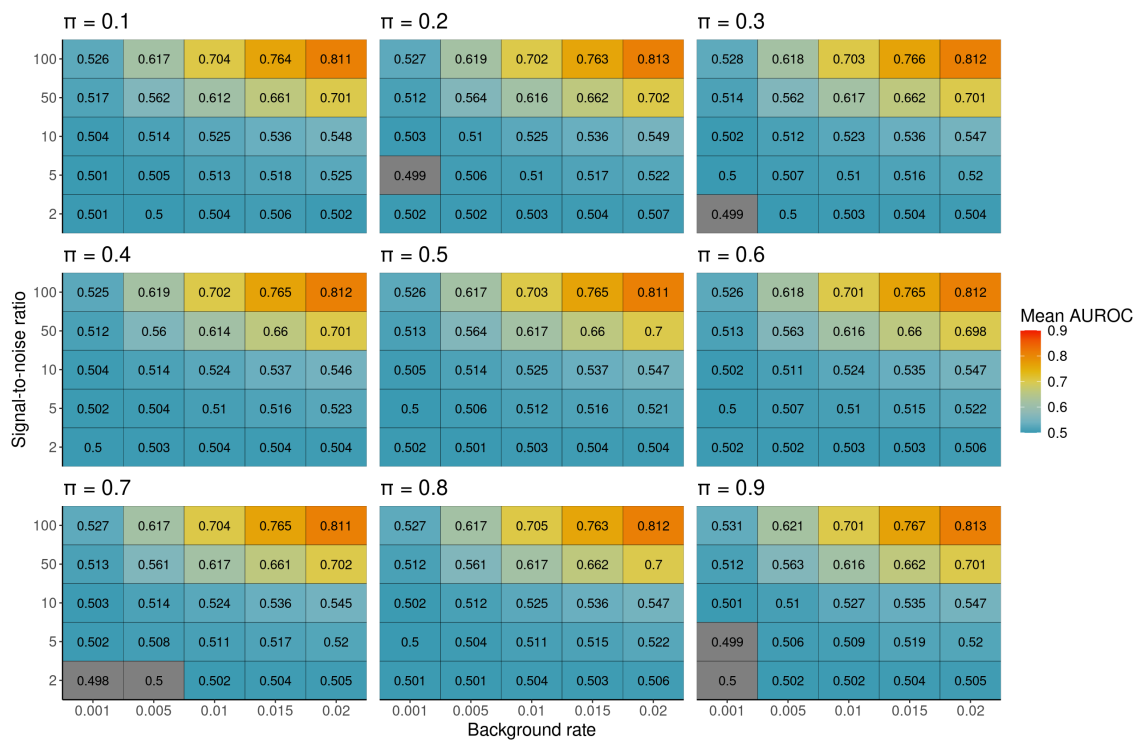 π = 0.1 π = 0.2 π = 0.3
100 0.526 0.617 0.704 0.764 0.811 0.527 0.619 0.702 0.763 0.813 0.528 0.618 0.703 0.766 0.812
50 0.517 0.562 0.612 0.661 0.701 0.512 0.564 0.616 0.662 0.702 0.514 0.562 0.617 0.662 0.701
10 0.504 0.514 0.525 0.536 0.548 0.503 0.51 0.525 0.536 0.549 0.502 0.512 0.523 0.536 0.547
5 0.501 0.505 0.513 0.518 0.525 0.499 0.506 0.51 0.517 0.522 0.5 0.507 0.51 0.516 0.52
2 0.501 0.5 0.504 0.506 0.502 0.502 0.502 0.503 0.504 0.507 0.499 0.5 0.503 0.504 0.504
π = 0.4 π = 0.5 π = 0.6
100 0.525 0.619 0.702 0.765 0.812 0.526 0.617 0.703 0.765 0.811 0.526 0.618 0.701 0.765 0.812
50 0.512 0.56 0.614 0.66 0.701 0.513 0.564 0.617 0.66 0.7 0.513 0.563 0.616 0.66 0.698
10 0.504 0.514 0.524 0.537 0.546 0.505 0.514 0.525 0.537 0.547 0.502 0.511 0.524 0.535 0.547
5 0.502 0.504 0.51 0.516 0.523 0.5 0.506 0.512 0.516 0.521 0.5 0.507 0.51 0.515 0.522
2 0.5 0.503 0.504 0.504 0.504 0.502 0.501 0.503 0.504 0.504 0.502 0.502 0.503 0.503 0.506
π = 0.7 π = 0.8 π = 0.9
100 0.527 0.617 0.704 0.765 0.811 0.527 0.617 0.705 0.763 0.812 0.531 0.621 0.701 0.767 0.813
50 0.513 0.561 0.617 0.661 0.702 0.512 0.561 0.617 0.662 0.7 0.512 0.563 0.616 0.662 0.701
10 0.503 0.514 0.524 0.536 0.545 0.502 0.512 0.525 0.536 0.547 0.501 0.51 0.527 0.535 0.547
5 0.502 0.508 0.511 0.517 0.52 0.5 0.504 0.511 0.515 0.522 0.499 0.506 0.509 0.519 0.52
2 0.498 0.5 0.502 0.504 0.505 0.501 0.501 0.504 0.503 0.506 0.5 0.502 0.502 0.504 0.505
0.001 0.005 0.01 0.015 0.02 0.001 0.005 0.01 0.015 0.02 0.001 0.005 0.01 0.015 0.02
Background rate
Signal-to-noise ratio
Mean AUROC
0.9
0.8
0.7
0.6
0.5